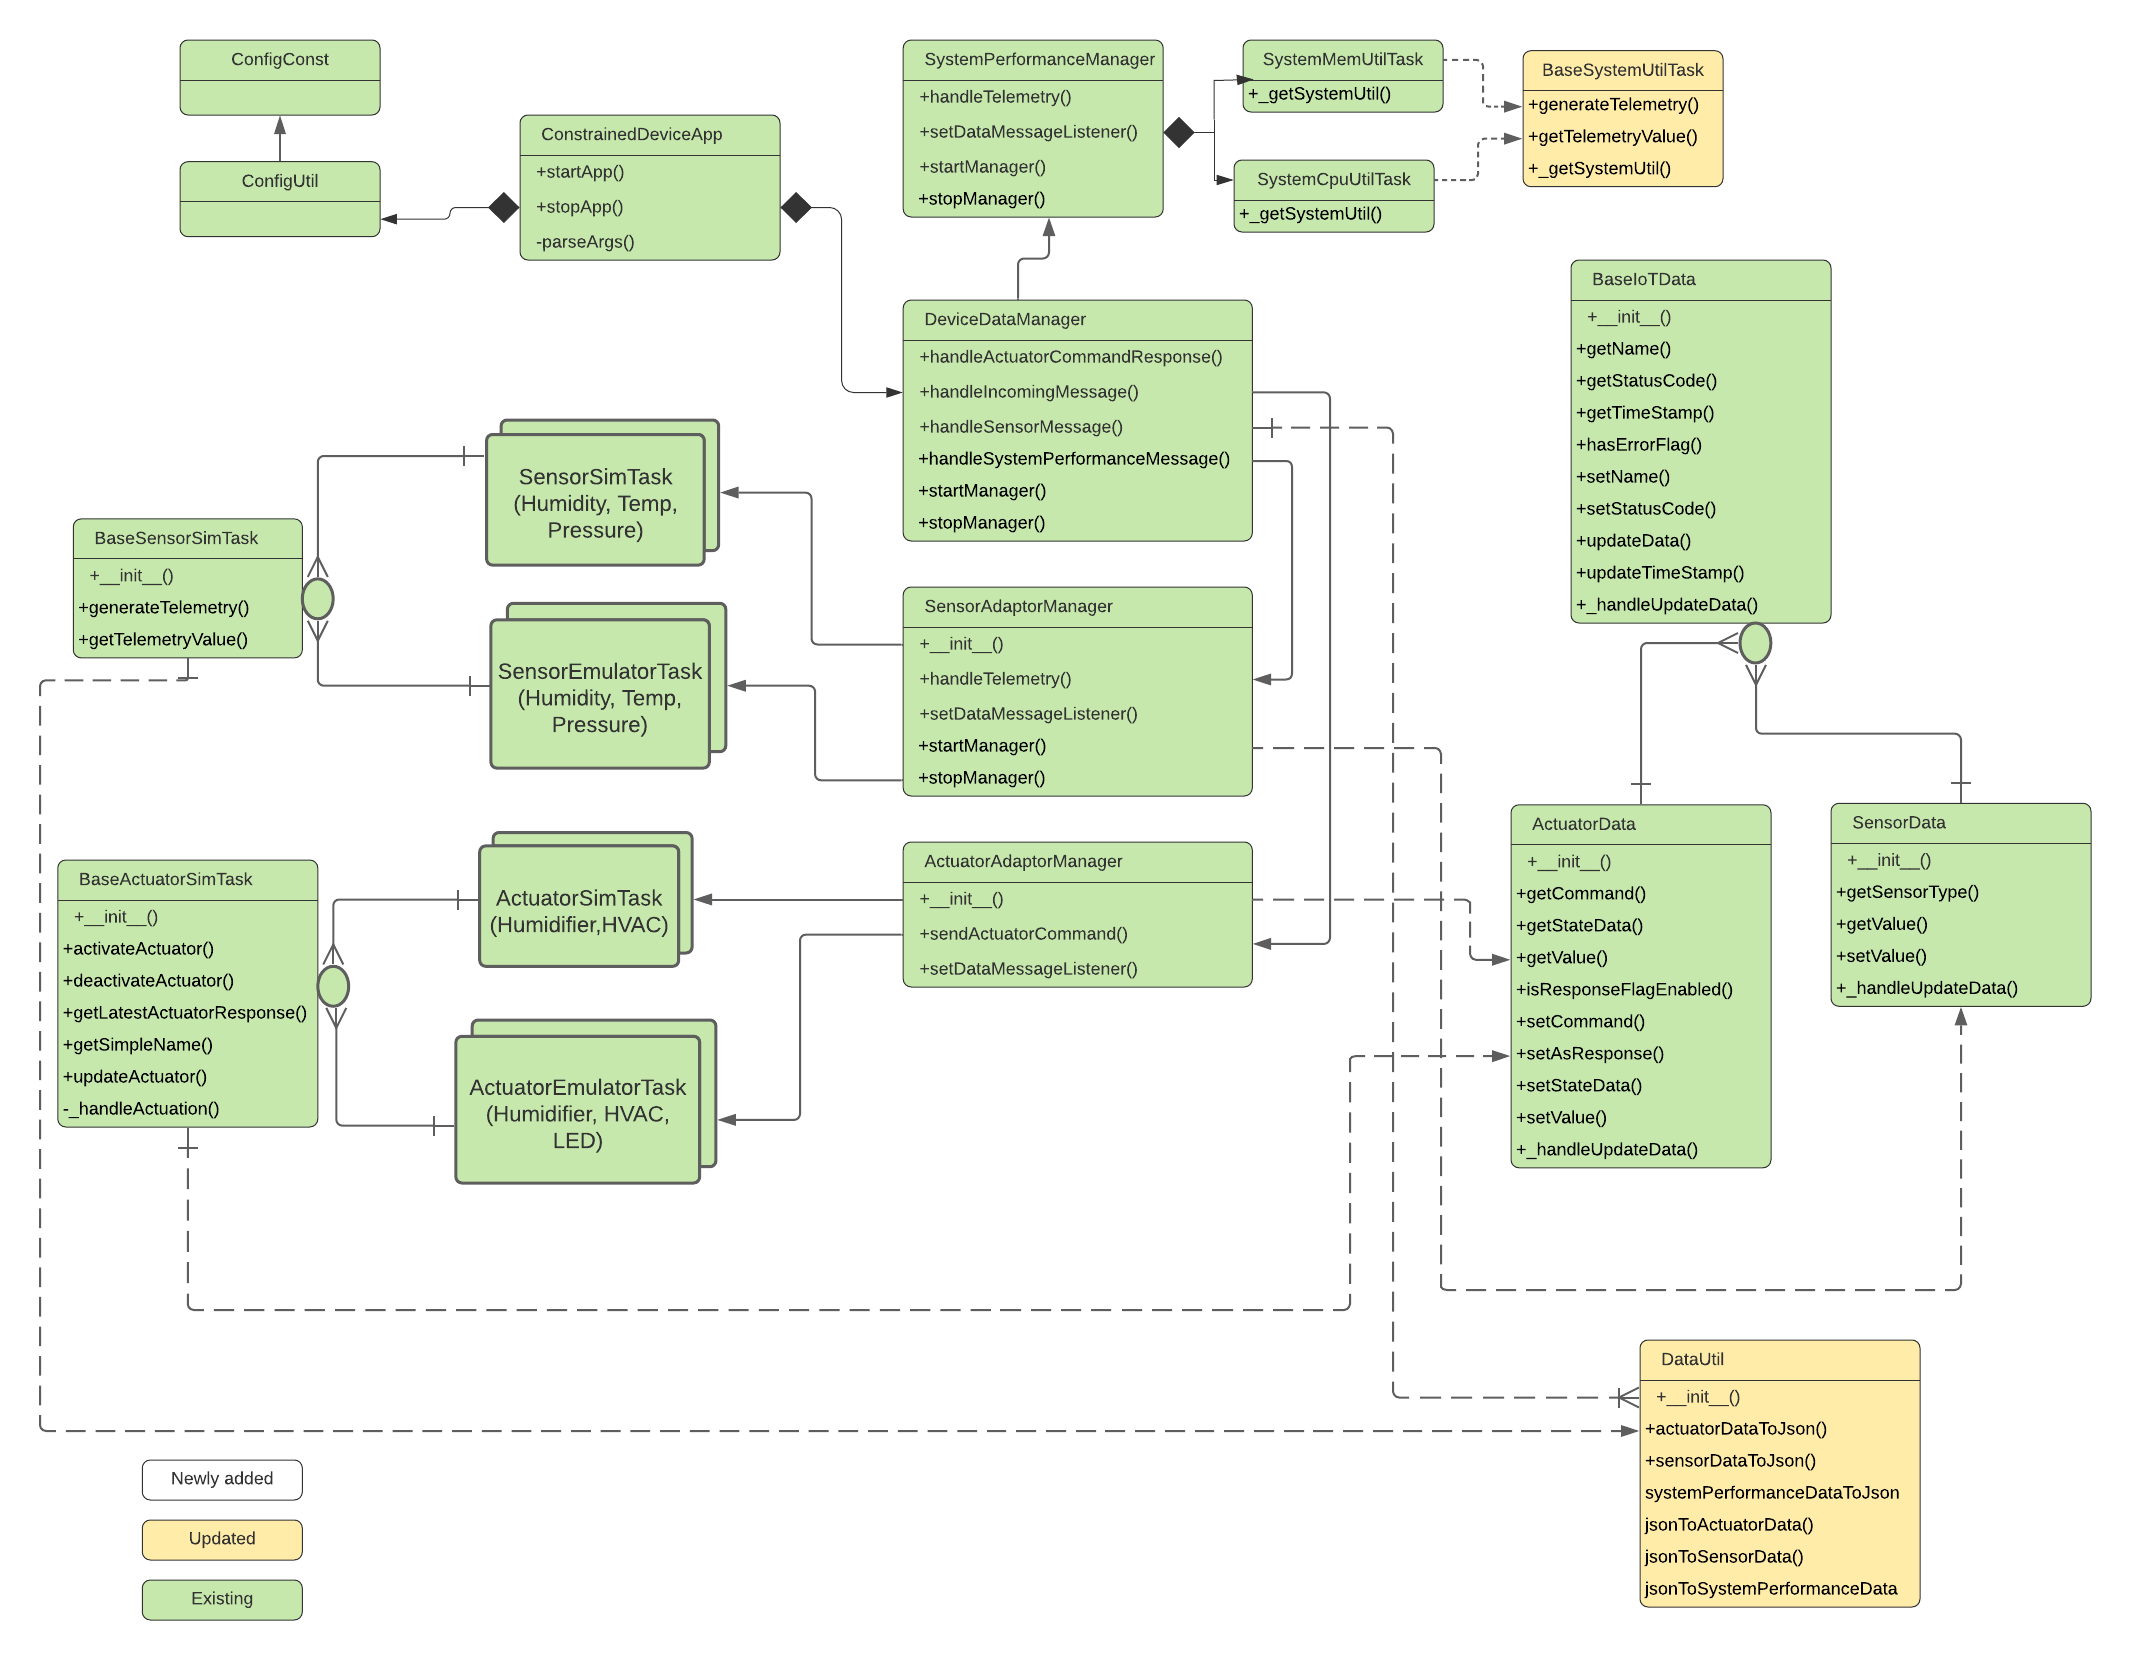 ConfigConst
ConfigUtil
ConstrainedDeviceApp
+startApp()
+stopApp()
-parseArgs()
SystemPerformanceManager
+handleTelemetry()
+setDataMessageListener()
+startManager()
+stopManager()
SystemMemUtilTask
+_getSystemUtil()
SystemCpuUtilTask
+_getSystemUtil()
BaseSystemUtilTask
+generateTelemetry()
+getTelemetryValue()
+_getSystemUtil()
DeviceDataManager
+handleActuatorCommandResponse()
+handleIncomingMessage()
+handleSensorMessage()
+handleSystemPerformanceMessage()
+startManager()
+stopManager()
BaseIoTData
+__init__()
+getName()
+getStatusCode()
+getTimeStamp()
+hasErrorFlag()
+setName()
+setStatusCode()
+updateData()
+updateTimeStamp()
+_handleUpdateData()
SensorSimTask
(Humidity, Temp,
Pressure)
BaseSensorSimTask
+__init__()
+generateTelemetry()
+getTelemetryValue()
SensorEmulatorTask
(Humidity, Temp,
Pressure)
SensorAdaptorManager
+__init__()
+handleTelemetry()
+setDataMessageListener()
+startManager()
+stopManager()
BaseActuatorSimTask
+__init__()
+activateActuator()
+deactivateActuator()
+getLatestActuatorResponse()
+getSimpleName()
+updateActuator()
-_handleActuation()
ActuatorSimTask
(Humidifier,HVAC)
ActuatorEmulatorTask
(Humidifier, HVAC,
LED)
ActuatorAdaptorManager
+__init__()
+sendActuatorCommand()
+setDataMessageListener()
ActuatorData
+__init__()
+getCommand()
+getStateData()
+getValue()
+isResponseFlagEnabled()
+setCommand()
+setAsResponse()
+setStateData()
+setValue()
+_handleUpdateData()
SensorData
+__init__()
+getSensorType()
+getValue()
+setValue()
+_handleUpdateData()
DataUtil
+__init__()
+actuatorDataToJson()
+sensorDataToJson()
systemPerformanceDataToJson
jsonToActuatorData()
jsonToSensorData()
jsonToSystemPerformanceData
Newly added
Updated
Existing